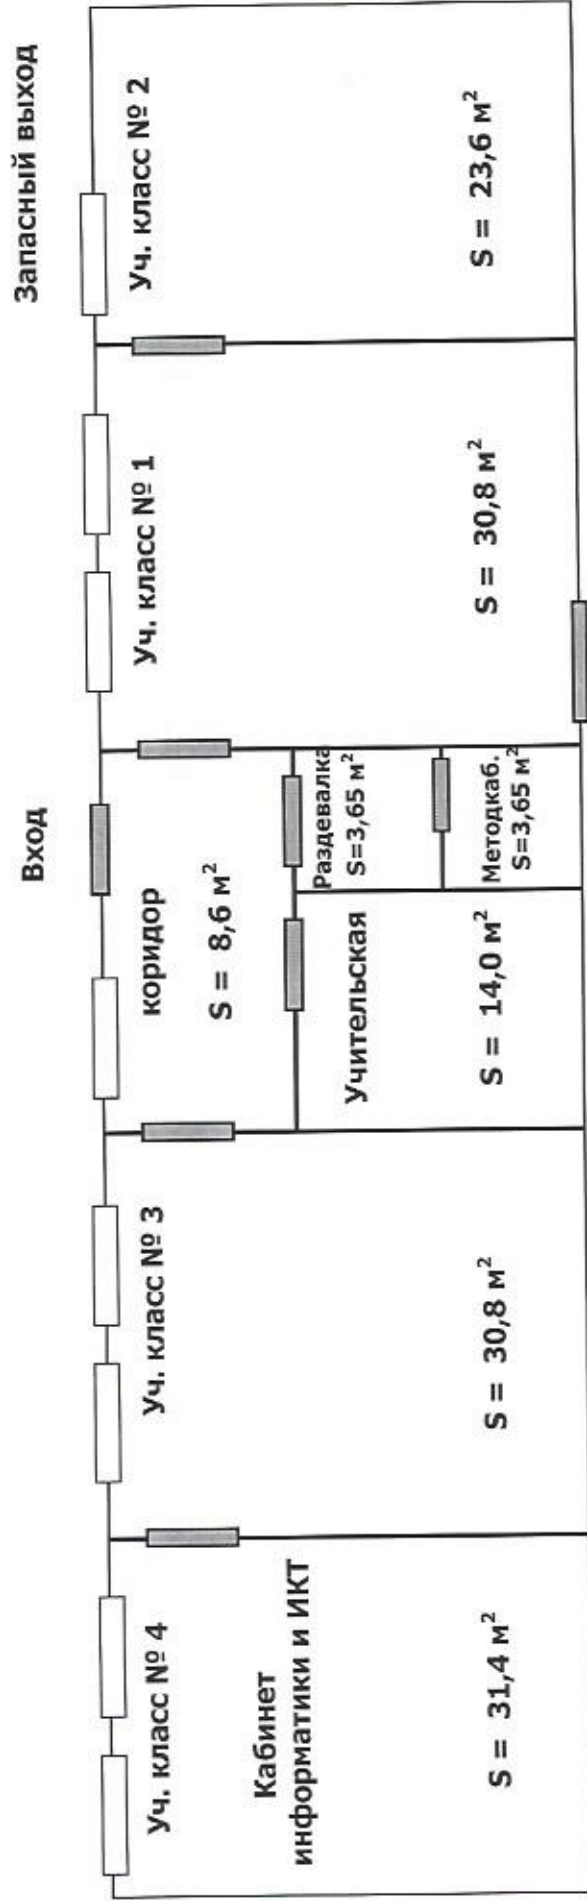 Вход
Запасный выход
Уч. класс № 4
Кабинет
информатики и ИКТ
S = 31,4 м²
Уч. класс № 3
S = 30,8 м²
коридор
S = 8,6 м²
Учительская
S = 14,0 м²
Раздевалка
S=3,65 м²
Методкаб.
S=3,65 м²
Уч. класс № 1
S = 30,8 м²
Уч. класс № 2
S = 23,6 м²